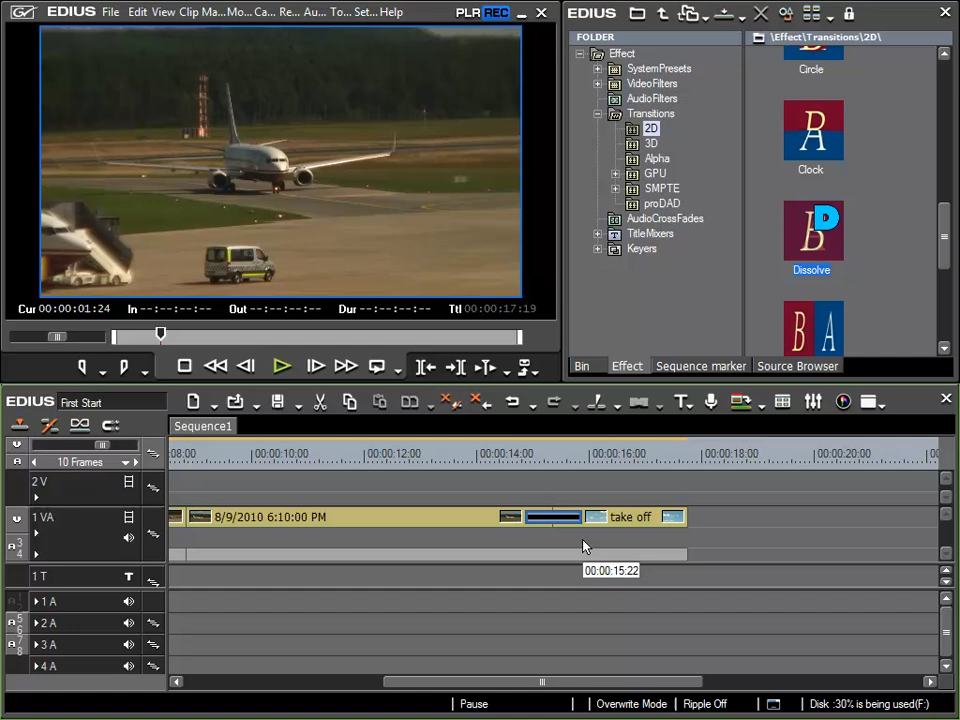 EDIUS File Edit View Clip Ma...Mo... Ca... Re... Au... To... Set...Help PLR REC
Cur 00:00:01:24 In --:--:--:-- Out --:--:--:-- Dur --:--:--:-- Ttl 00:00:17:19
EDIUS
FOLDER
Effect
SystemPresets
VideoFilters
AudioFilters
Transitions
2D
3D
Alpha
GPU
SMPTE
proDAD
AudioCrossFades
TitleMixers
Keyers
\Effect\Transitions\2D\
Circle
Clock
Dissolve
Bin Effect Sequence marker Source Browser
EDIUS First Start
Sequence1
10 Frames
:08:00 00:00:10:00 00:00:12:00 00:00:14:00 00:00:16:00 00:00:18:00 00:00:20:00 00:0
2 V
1 VA 8/9/2010 6:10:00 PM take off
00:00:15:22
1 T T
1 A
2 A
3 A
4 A
Pause Overwrite Mode Ripple Off Disk :30% is being used(F:)